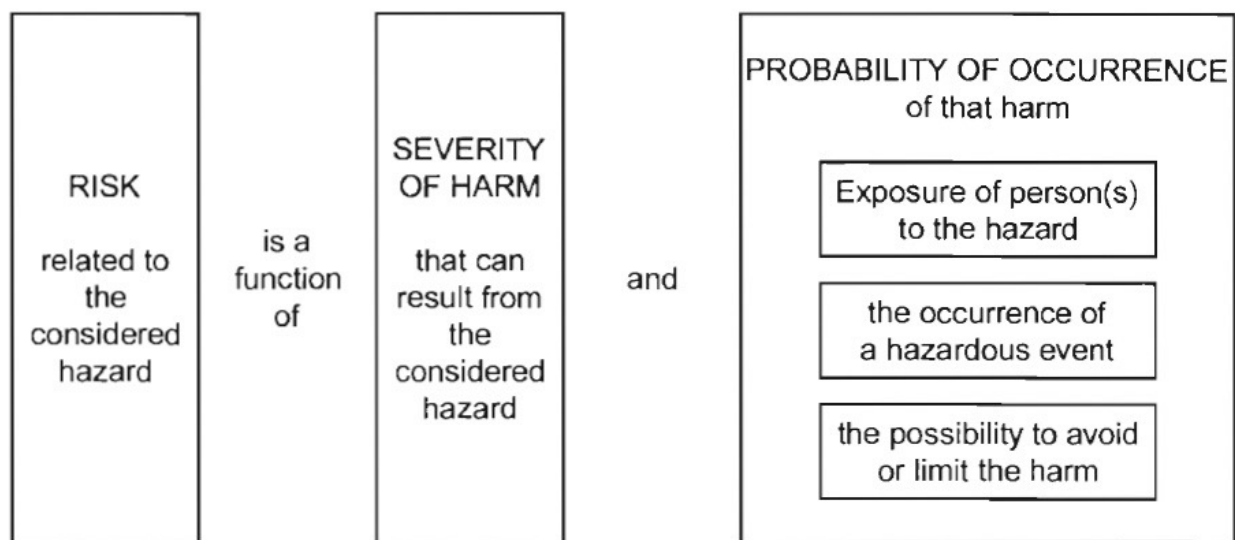 RISK
related to
the
considered
hazard
is a
function
of
SEVERITY
OF HARM
that can
result from
the
considered
hazard
and
PROBABILITY OF OCCURRENCE
of that harm
Exposure of person(s)
to the hazard
the occurrence of
a hazardous event
the possibility to avoid
or limit the harm